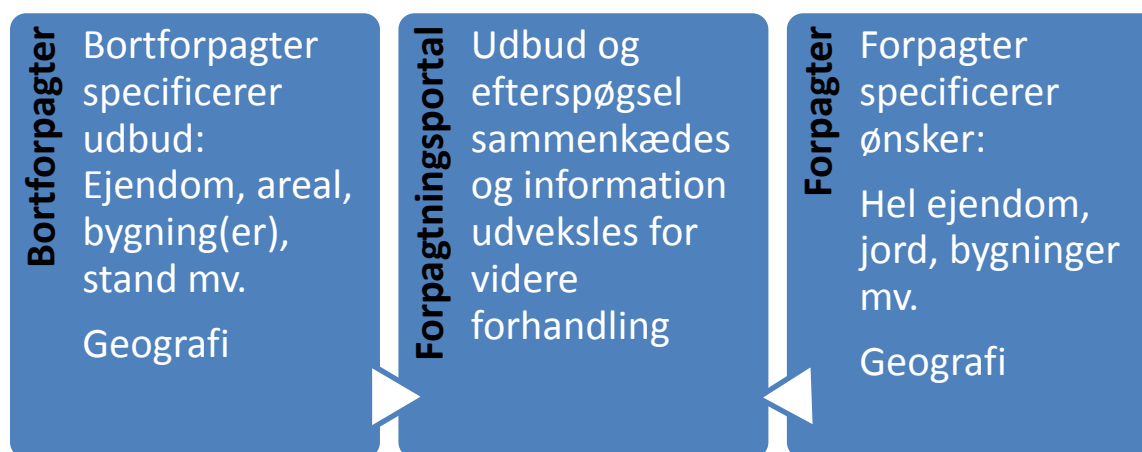 Bortforpagter
Bortforpagter
specificerer
udbud:
Ejendom, areal,
bygning(er),
stand mv.
Geografi
Forpagtningsportal
Udbud og
efterspøgsel
sammenkædes
og information
udveksles for
videre
forhandling
Forpagter
Forpagter
specificerer
ønsker:
Hel ejendom,
jord, bygninger
mv.
Geografi